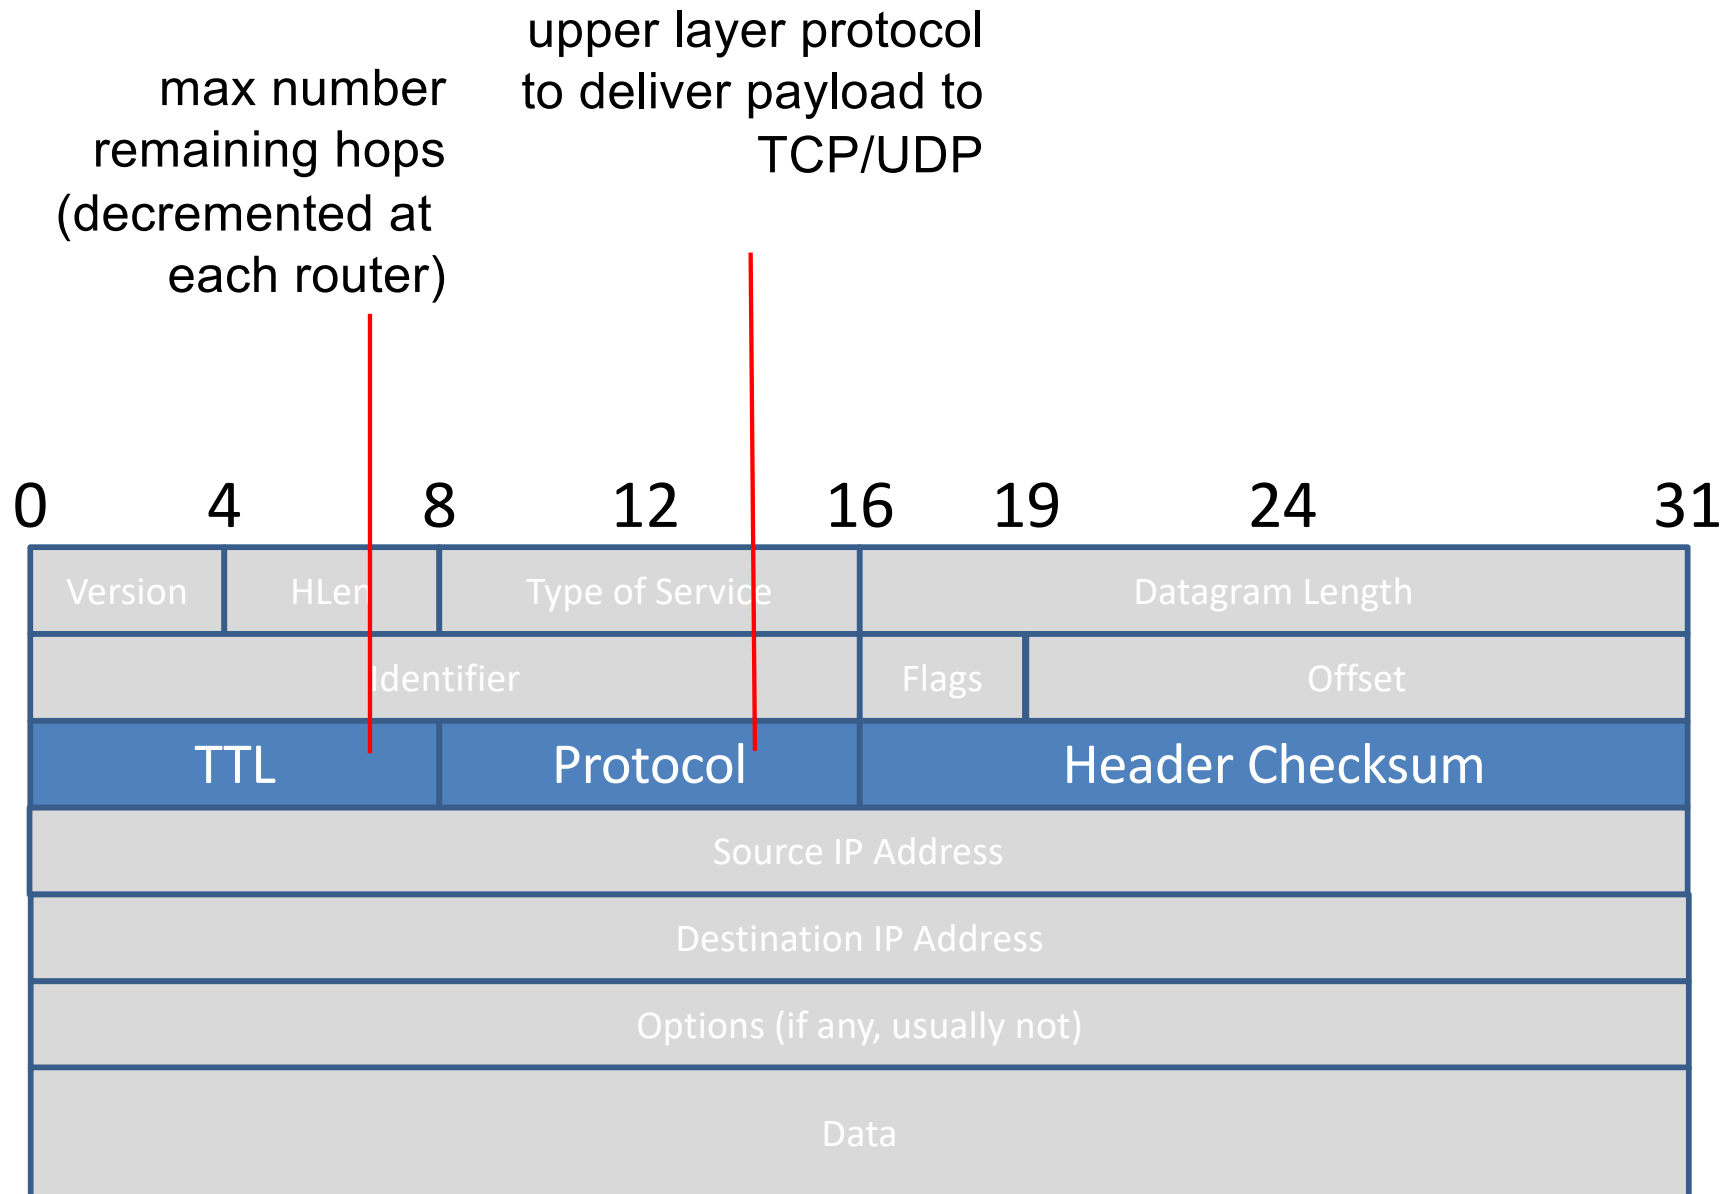 upper layer protocol
to deliver payload to
TCP/UDP
max number
remaining hops
(decremented at
each router)
0 4 8 12 16 19 24 31
Version HLen Type of Service Datagram Length
Identifier Flags Offset
TTL Protocol Header Checksum
Source IP Address
Destination IP Address
Options (if any, usually not)
Data